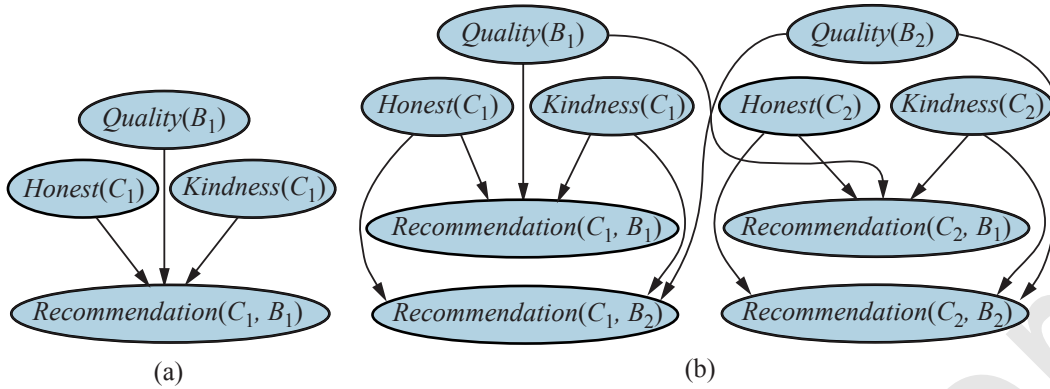 Quality(B1)
Honest(C1)
Kindness(C1)
Recommendation(C1, B1)
(a)
Quality(B1)
Quality(B2)
Honest(C1)
Kindness(C1)
Honest(C2)
Kindness(C2)
Recommendation(C1, B1)
Recommendation(C2, B1)
Recommendation(C1, B2)
Recommendation(C2, B2)
(b)